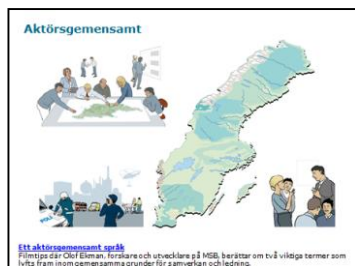 Aktörsgemensamt
Ett aktörsgemensamt språk
Filmtips där Olof Ekman, forskare och utvecklare på MSB, berättar om två viktiga termer som
lyfts fram inom gemensamma grunder för samverkan och ledning.